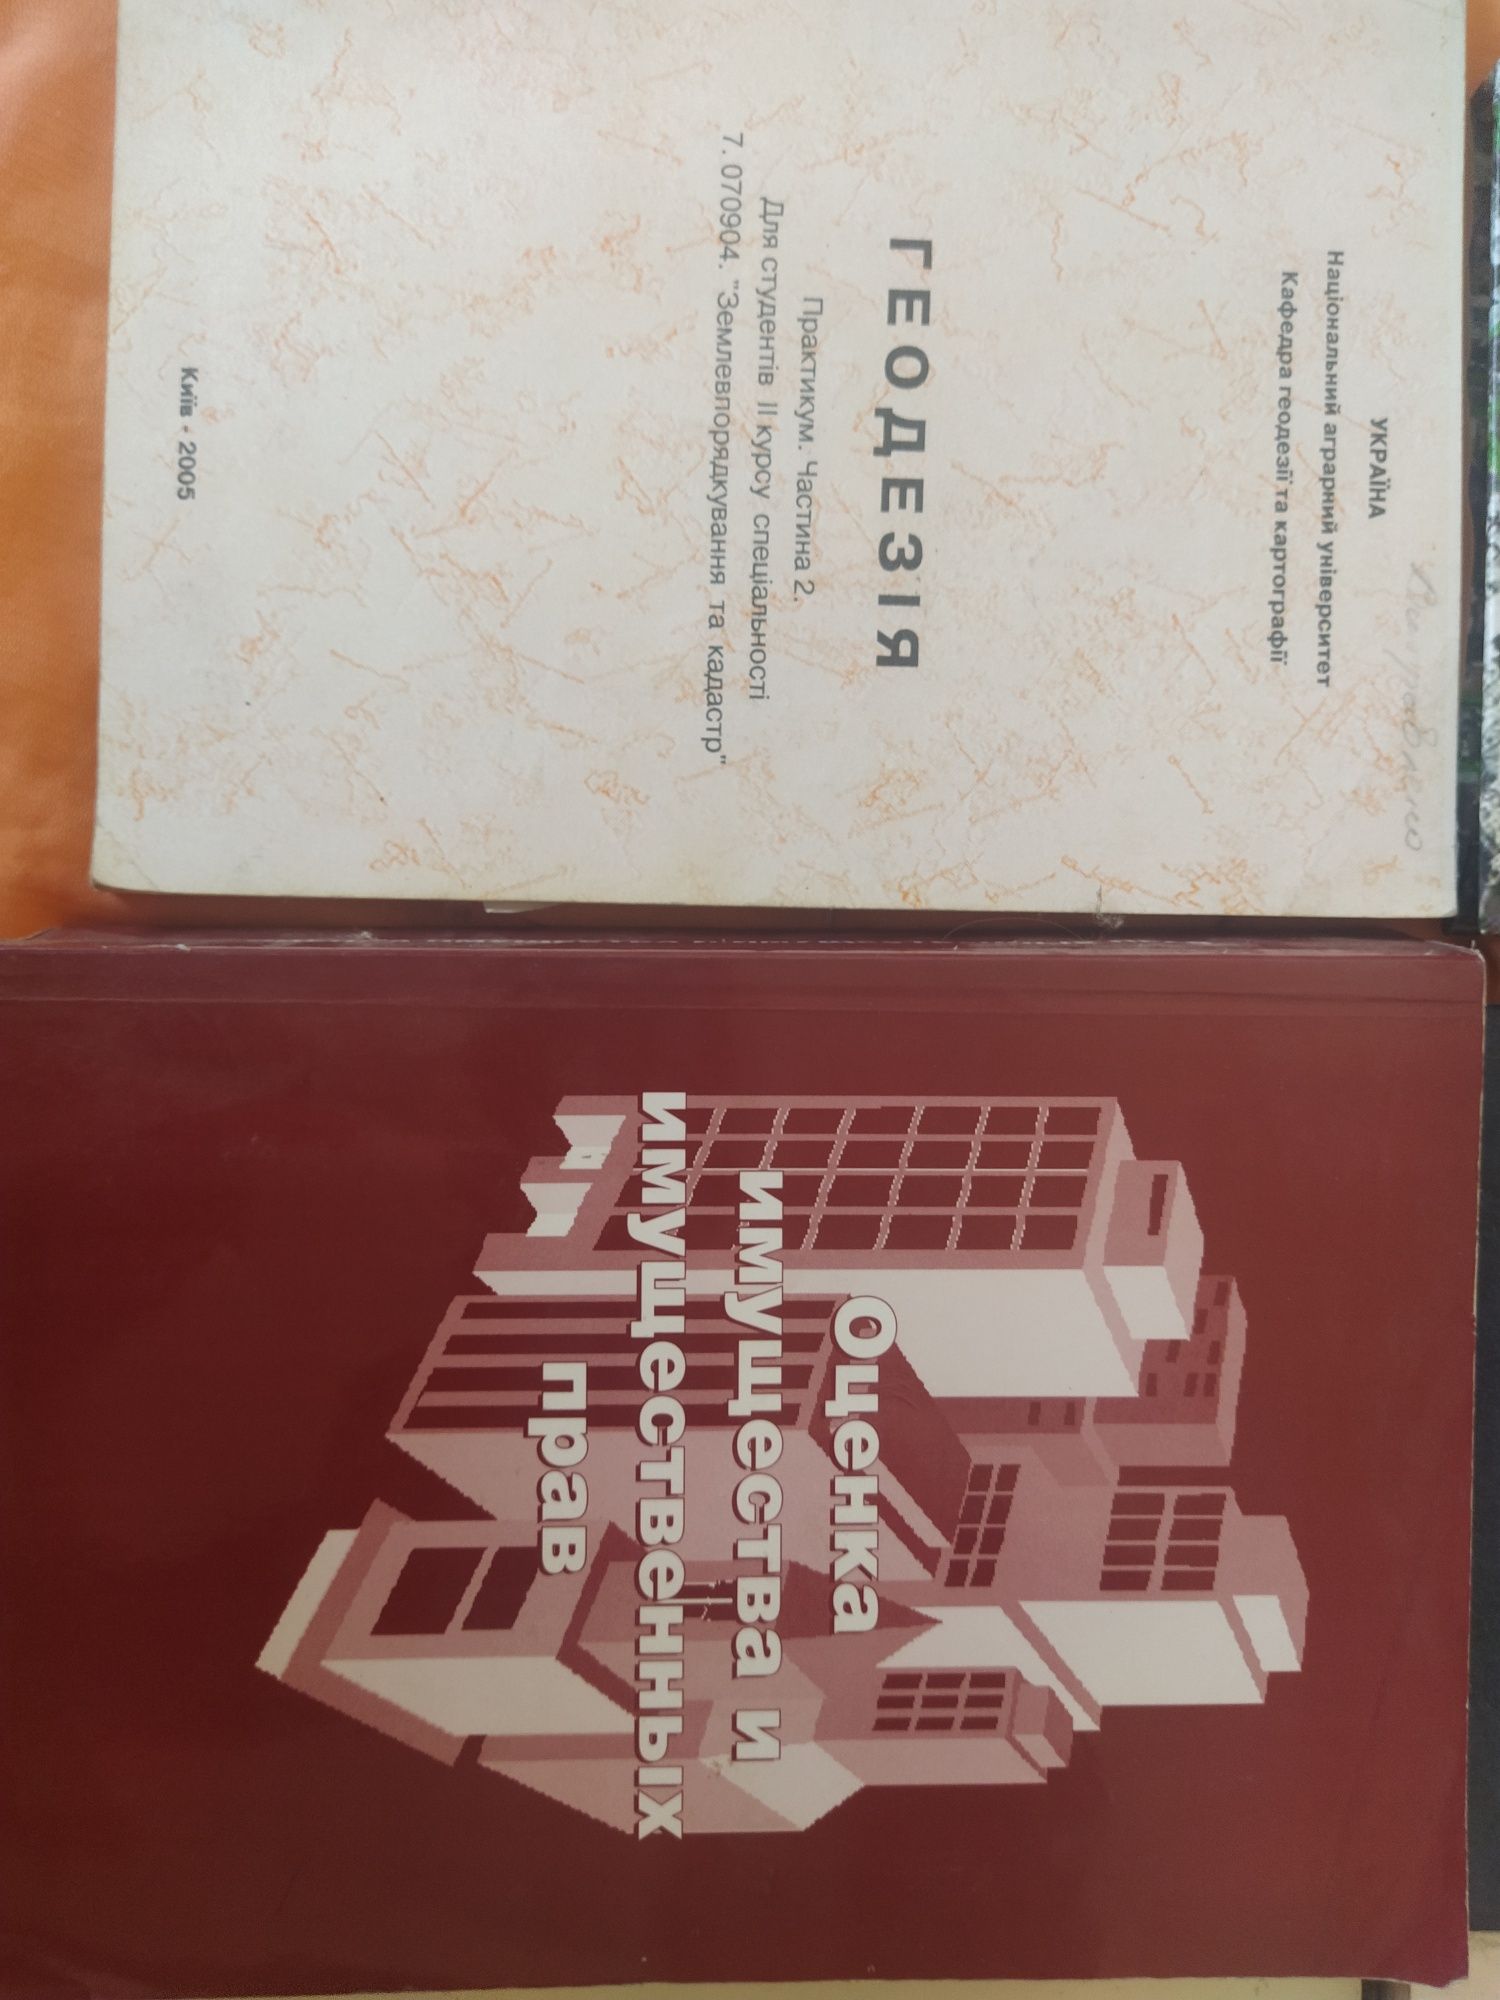 УКРАЇНА
Національний аграрний університет
Кафедра геодезії та картографії
ГЕОДЕЗІЯ
Практикум. Частина 2.
Для студентів II курсу спеціальності
7. 070904. "Землевпорядкування та кадастр"
Київ - 2005
Оценка
имущества и
имущественных
прав